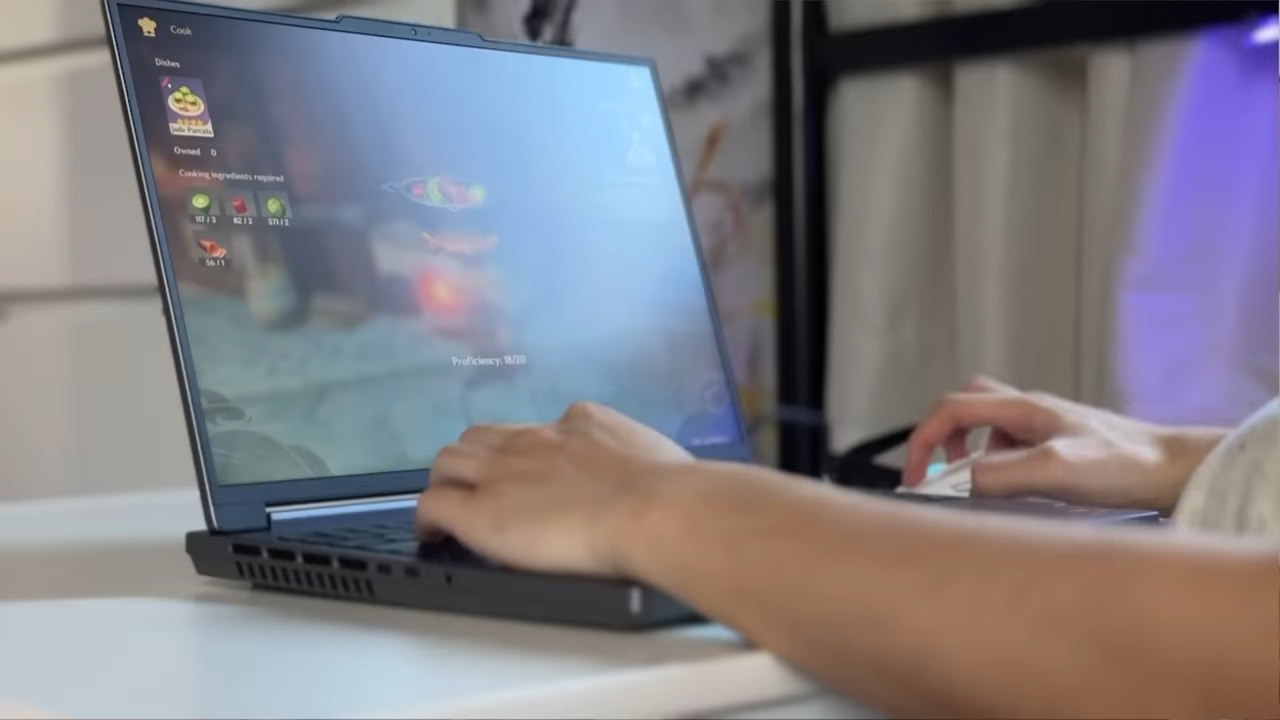 Cook
Dishes
Jade Parcels
Owned 0
Cooking ingredients required
117 / 3
82 / 2
571 / 2
56 / 1
Proficiency: 18/20